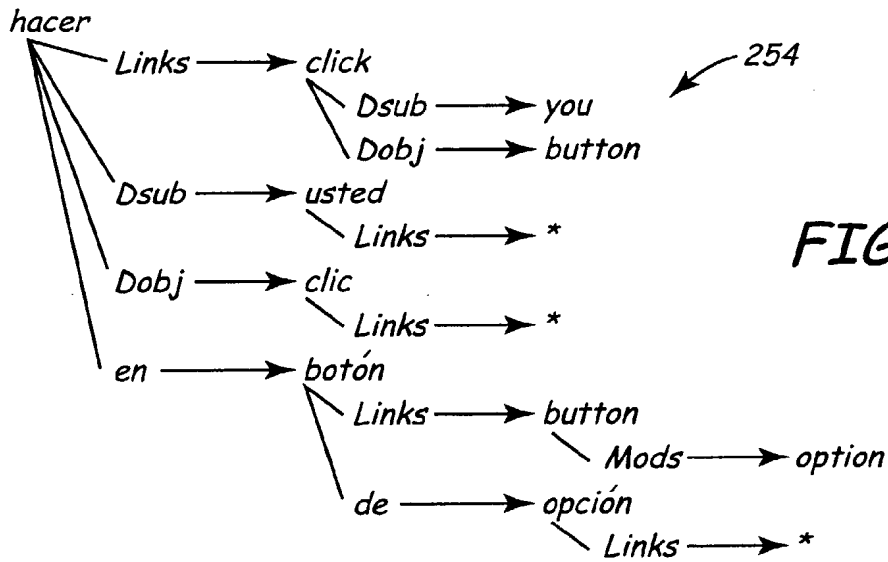 hacer
Links click
254
Dsub you
Dobj button
Dsub usted
Links *
FIG
Dobj clic
Links *
en botón
Links button
Mods option
de opción
Links *